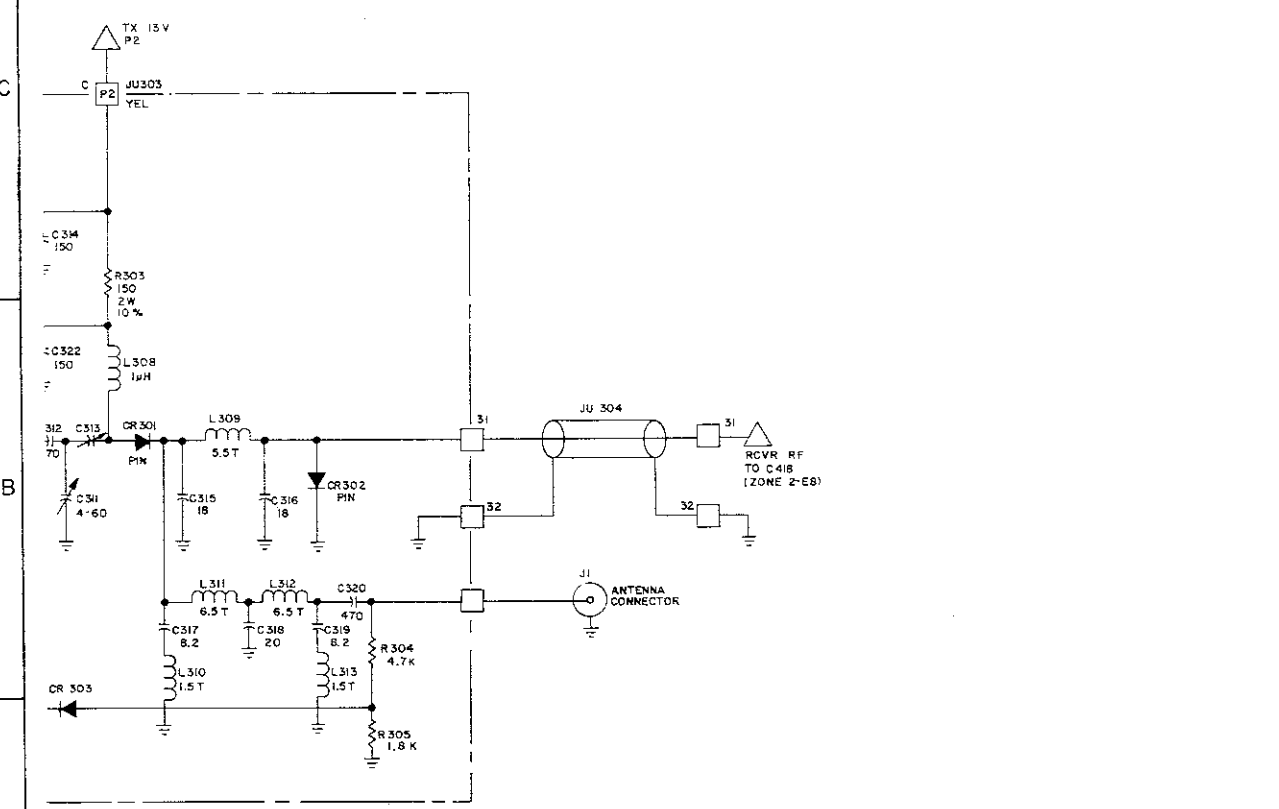 TX 13V
P2
C
C
P2
JU303
YEL
C314
150
R303
150
2W
10%
C322
150
L308
1µH
312
70
C313
CR301
PIN
L309
5.5T
31
JU 304
31
RCVR RF
TO C418
(ZONE 2-E8)
B
C311
4-60
C315
18
C316
18
CR302
PIN
32
32
L311
6.5T
L312
6.5T
C320
470
J1
ANTENNA
CONNECTOR
C317
8.2
C318
20
C319
8.2
R304
4.7K
L310
1.5T
L313
1.5T
CR 303
R305
1.8K